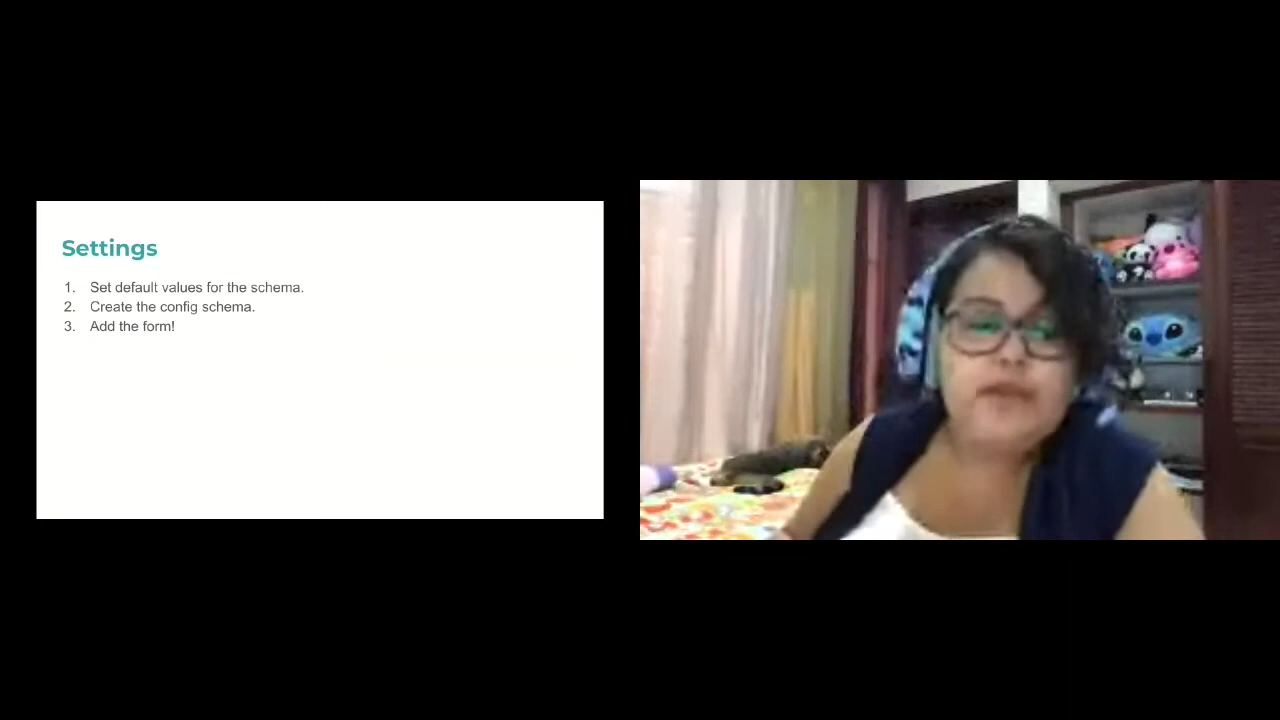 Settings
1. Set default values for the schema.
2. Create the config schema.
3. Add the form!